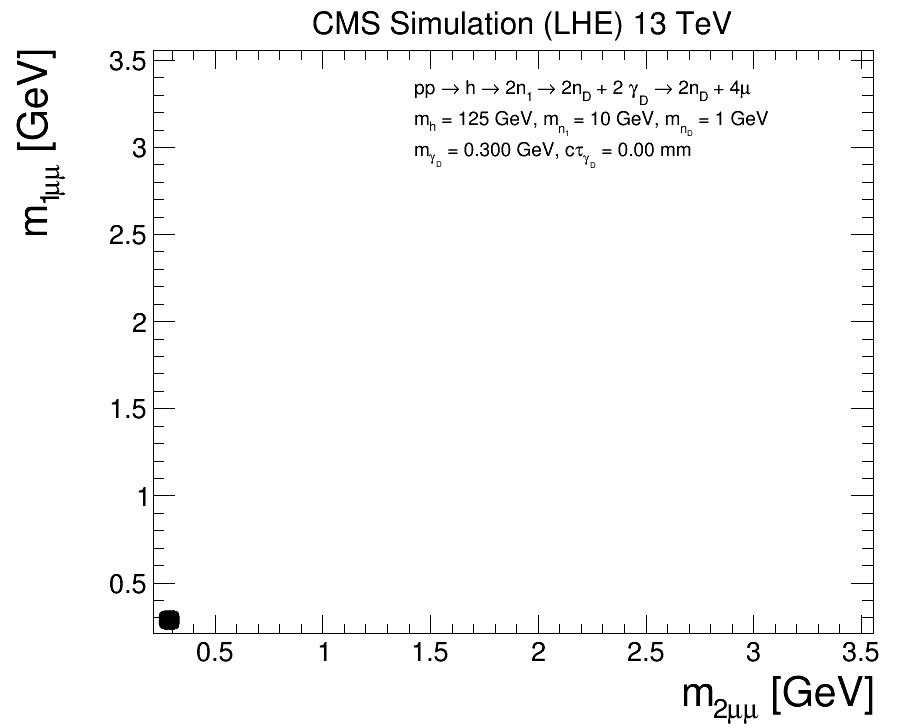 CMS Simulation (LHE) 13 TeV
m1μμ [GeV]
3.5
3
2.5
2
1.5
1
0.5
pp → h → 2n1 → 2nD + 2 γD → 2nD + 4μ
mh = 125 GeV, mn1 = 10 GeV, mnD = 1 GeV
mγD = 0.300 GeV, cτγD = 0.00 mm
0.5 1 1.5 2 2.5 3 3.5
m2μμ [GeV]